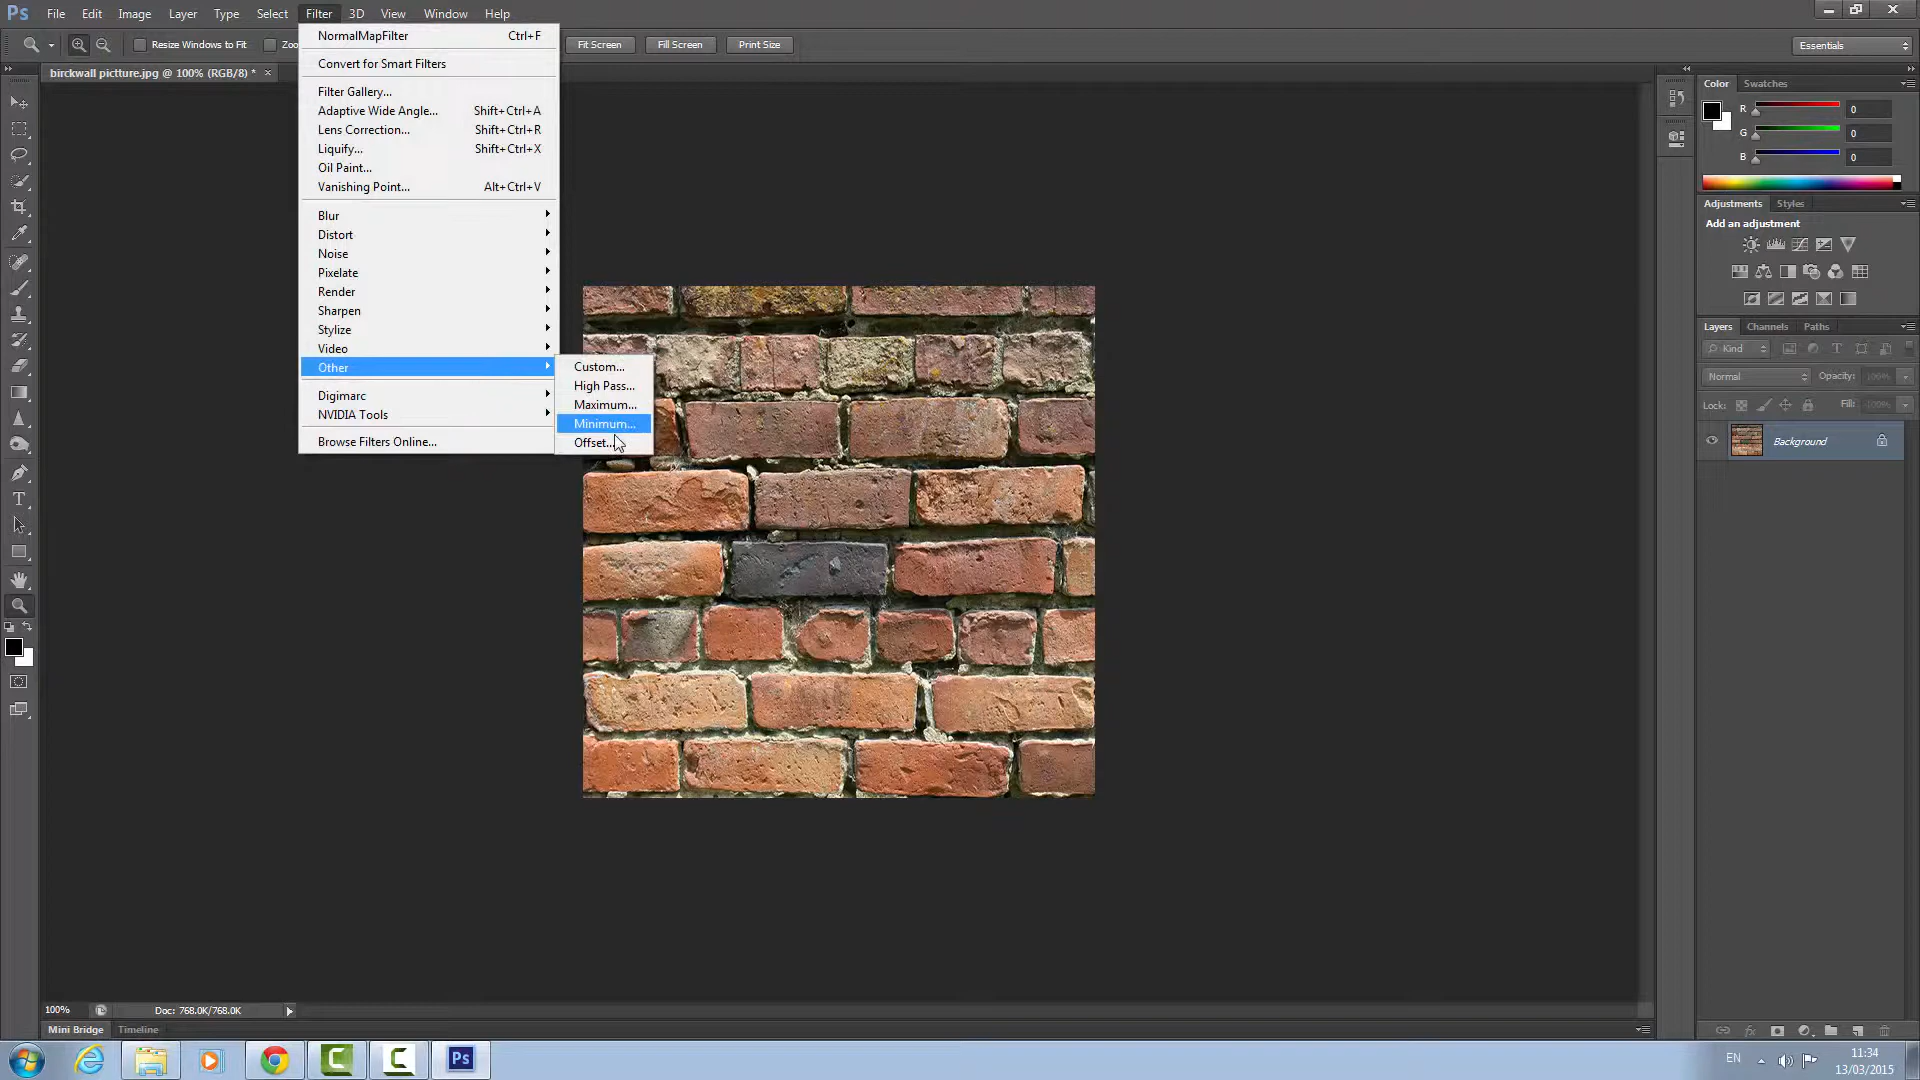 Ps File Edit Image Layer Type Select Filter 3D View Window Help
Resize Windows to Fit Zoo Fit Screen Fill Screen Print Size Essentials
birckwall pictture.jpg @ 100% (RGB/8) * ×
NormalMapFilter Ctrl+F
Convert for Smart Filters
Filter Gallery...
Adaptive Wide Angle... Shift+Ctrl+A
Lens Correction... Shift+Ctrl+R
Liquify... Shift+Ctrl+X
Oil Paint...
Vanishing Point... Alt+Ctrl+V
Blur
Distort
Noise
Pixelate
Render
Sharpen
Stylize
Video
Other
Digimarc
NVIDIA Tools
Browse Filters Online...
Custom...
High Pass...
Maximum...
Minimum...
Offset...
Color Swatches
R 0
G 0
B 0
Adjustments Styles
Add an adjustment
Layers Channels Paths
Kind
Normal Opacity: 100%
Lock: Fill: 100%
Background
100% Doc: 768.0K/768.0K
Mini Bridge Timeline
Ps
EN 11:34
13/03/2015